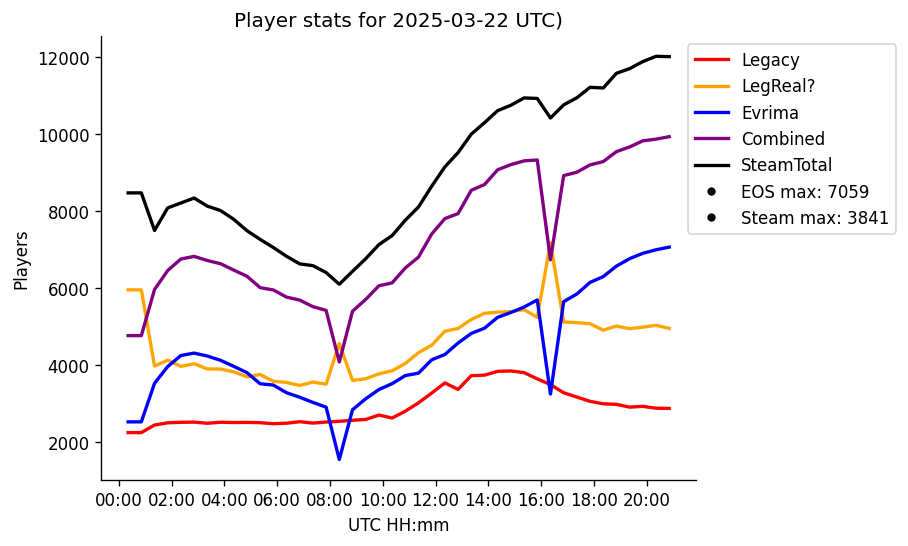 Player stats for 2025-03-22 UTC)
12000
10000
8000
6000
4000
2000
Players
00:00 02:00 04:00 06:00 08:00 10:00 12:00 14:00 16:00 18:00 20:00
UTC HH:mm
Legacy
LegReal?
Evrima
Combined
SteamTotal
EOS max: 7059
Steam max: 3841